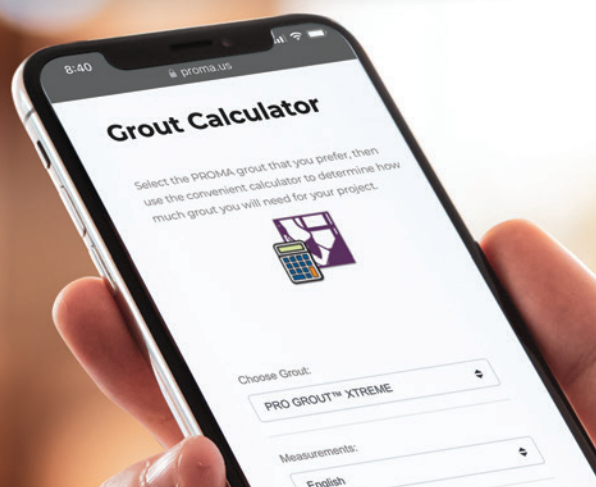 8:40
proma.us
Grout Calculator
Select the PROMA grout that you prefer, then
use the convenient calculator to determine how
much grout you will need for your project.
Choose Grout:
PRO GROUT™ XTREME
Measurements:
English